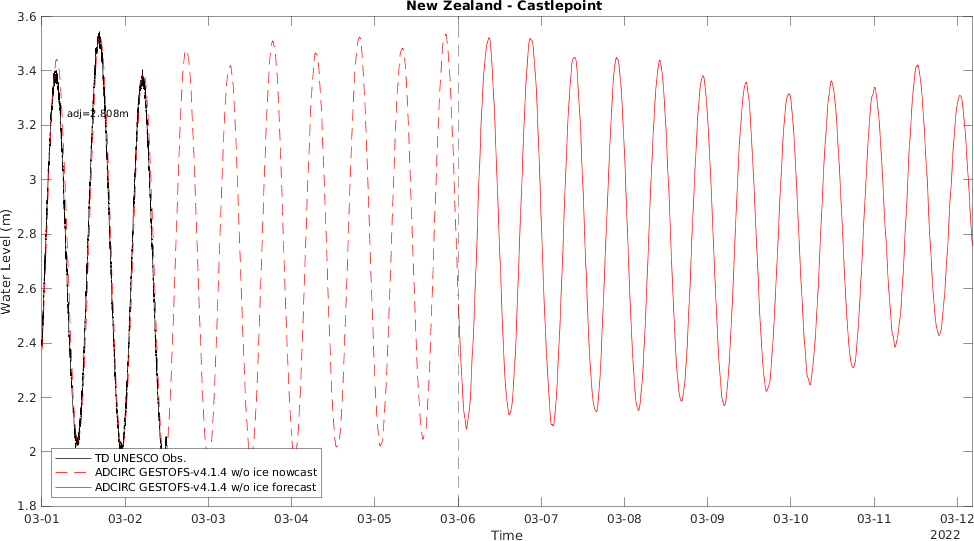 New Zealand - Castlepoint
3.6
3.4
3.2
3
2.8
2.6
2.4
2.2
2
1.8
Water Level (m)
adj=2.808m
TD UNESCO Obs.
ADCIRC GESTOFS-v4.1.4 w/o ice nowcast
ADCIRC GESTOFS-v4.1.4 w/o ice forecast
03-01 03-02 03-03 03-04 03-05 03-06 03-07 03-08 03-09 03-10 03-11 03-12
Time 2022